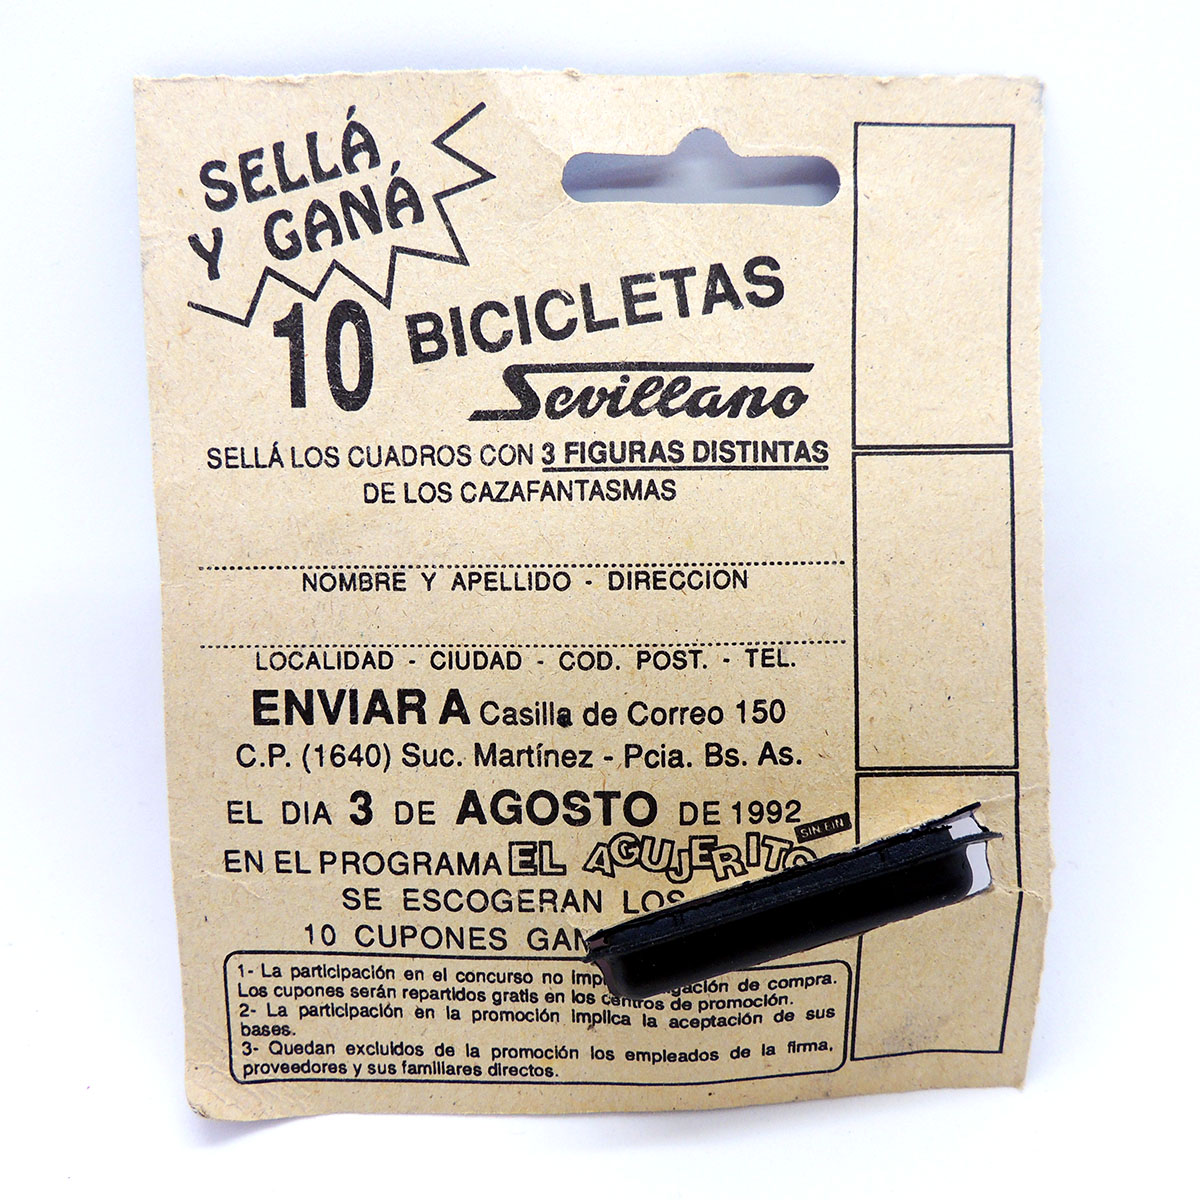 SELLÁ
Y GANÁ
10 BICICLETAS
Sevillano
SELLÁ LOS CUADROS CON 3 FIGURAS DISTINTAS
DE LOS CAZAFANTASMAS
NOMBRE Y APELLIDO - DIRECCION
LOCALIDAD - CIUDAD - COD. POST. - TEL.
ENVIAR A Casilla de Correo 150
C.P. (1640) Suc. Martínez - Pcia. Bs. As.
EL DIA 3 DE AGOSTO DE 1992
EN EL PROGRAMA EL AGUJERITO SIN FIN
SE ESCOGERAN LOS
10 CUPONES GAN
1- La participación en el concurso no imp gación de compra.
Los cupones serán repartidos gratis en los centros de promoción.
2- La participación en la promoción implica la aceptación de sus
bases.
3- Quedan excluidos de la promoción los empleados de la firma,
proveedores y sus familiares directos.